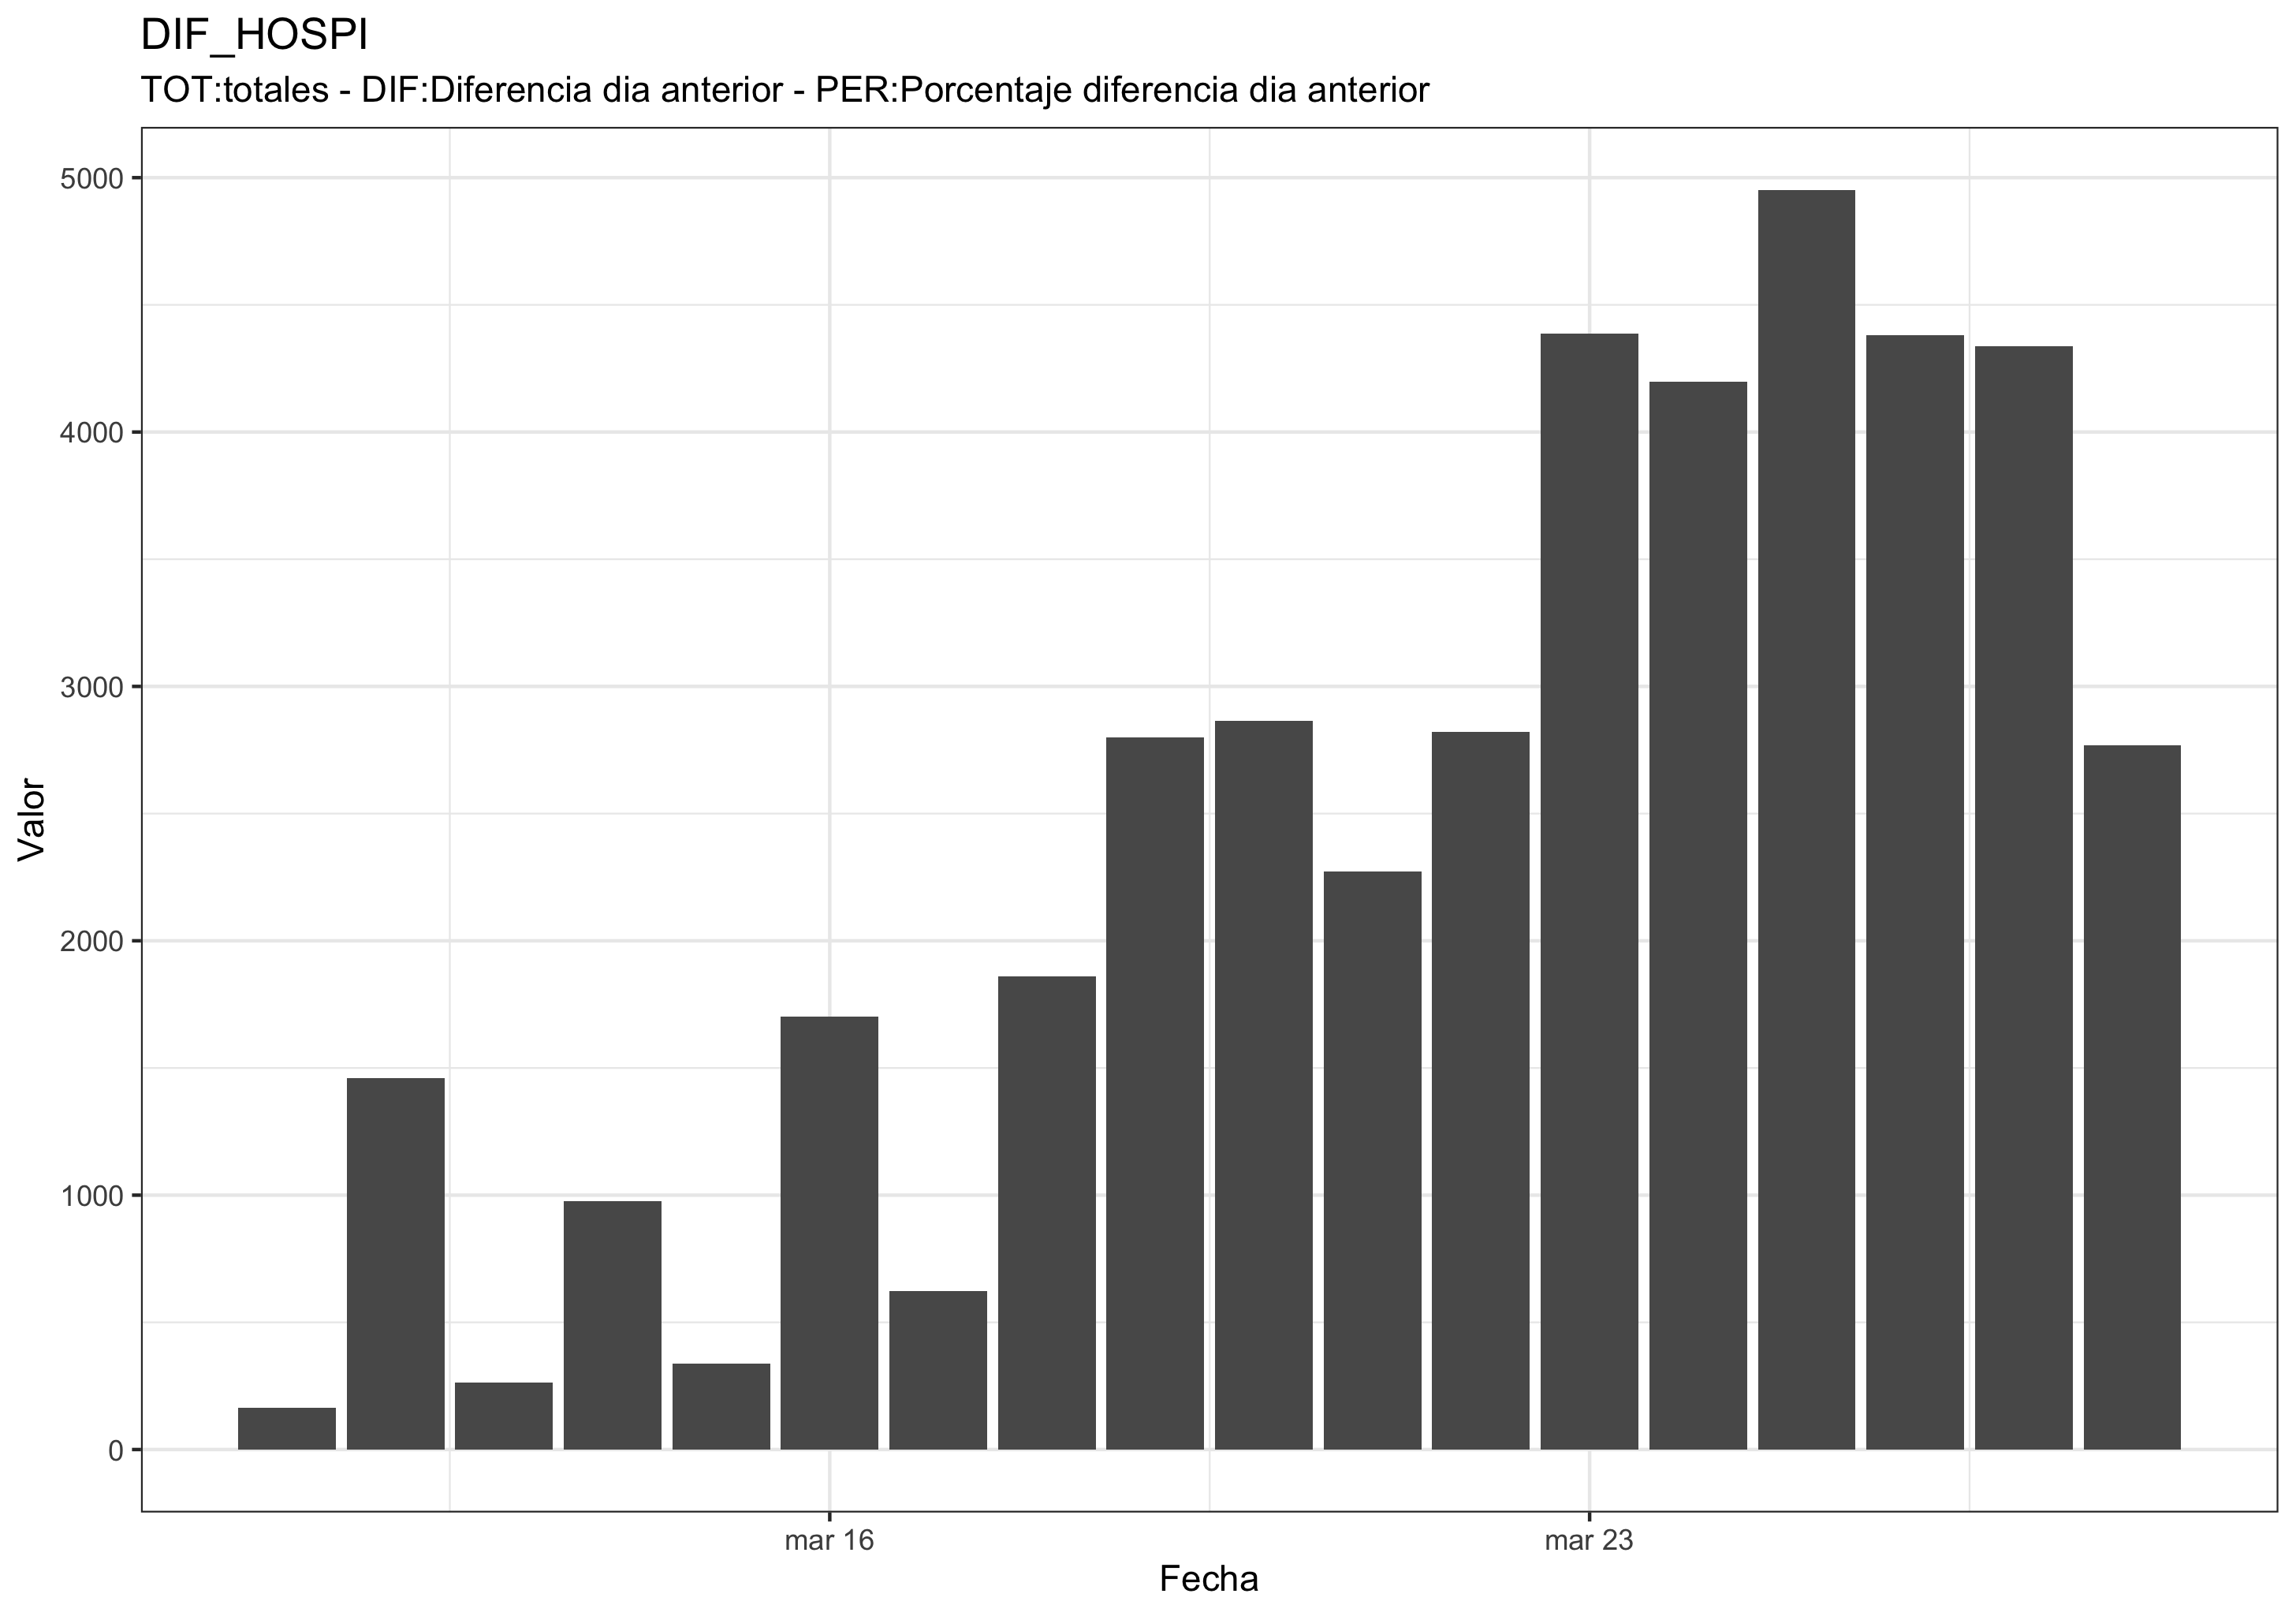 DIF_HOSPI
TOT:totales - DIF:Diferencia dia anterior - PER:Porcentaje diferencia dia anterior
5000
4000
3000
2000
1000
0
Valor
mar 16
mar 23
Fecha